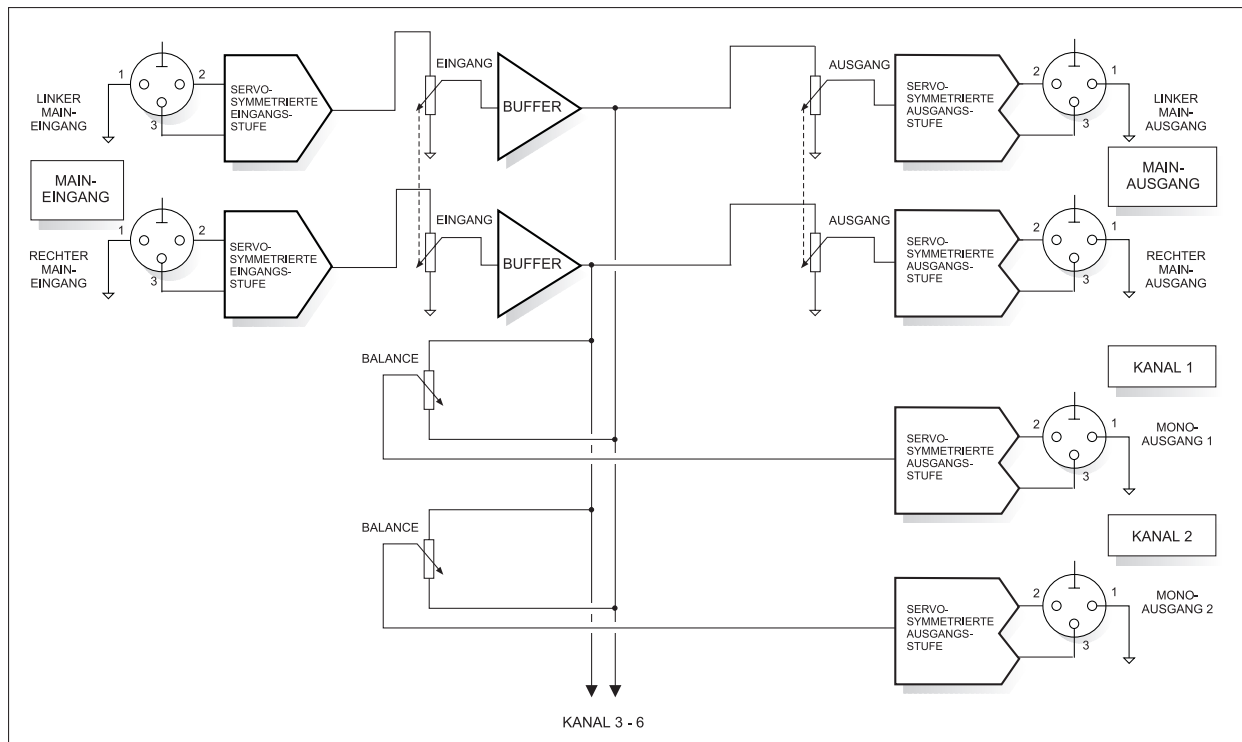 1
2
3
LINKER
MAIN-
EINGANG
SERVO-
SYMMETRIERTE
EINGANGS-
STUFE
EINGANG
BUFFER
AUSGANG
SERVO-
SYMMETRIERTE
AUSGANGS-
STUFE
2
1
3
LINKER
MAIN-
AUSGANG
MAIN-
EINGANG
MAIN-
AUSGANG
1
2
3
RECHTER
MAIN-
EINGANG
SERVO-
SYMMETRIERTE
EINGANGS-
STUFE
EINGANG
BUFFER
AUSGANG
SERVO-
SYMMETRIERTE
AUSGANGS-
STUFE
2
1
3
RECHTER
MAIN-
AUSGANG
BALANCE
KANAL 1
SERVO-
SYMMETRIERTE
AUSGANGS-
STUFE
2
1
3
MONO-
AUSGANG 1
BALANCE
KANAL 2
SERVO-
SYMMETRIERTE
AUSGANGS-
STUFE
2
1
3
MONO-
AUSGANG 2
KANAL 3 - 6